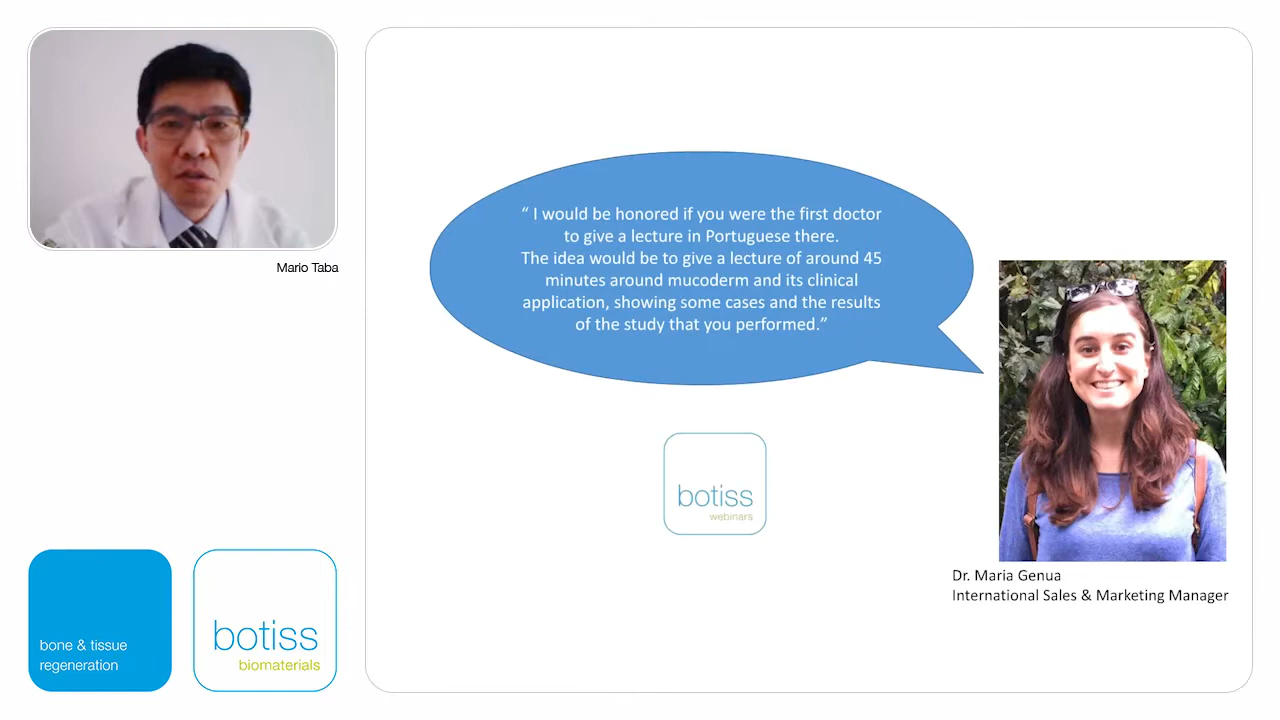 Mario Taba
“ I would be honored if you were the first doctor
to give a lecture in Portuguese there.
The idea would be to give a lecture of around 45
minutes around mucoderm and its clinical
application, showing some cases and the results
of the study that you performed.”
botiss
webinars
Dr. Maria Genua
International Sales & Marketing Manager
bone & tissue
regeneration
botiss
biomaterials